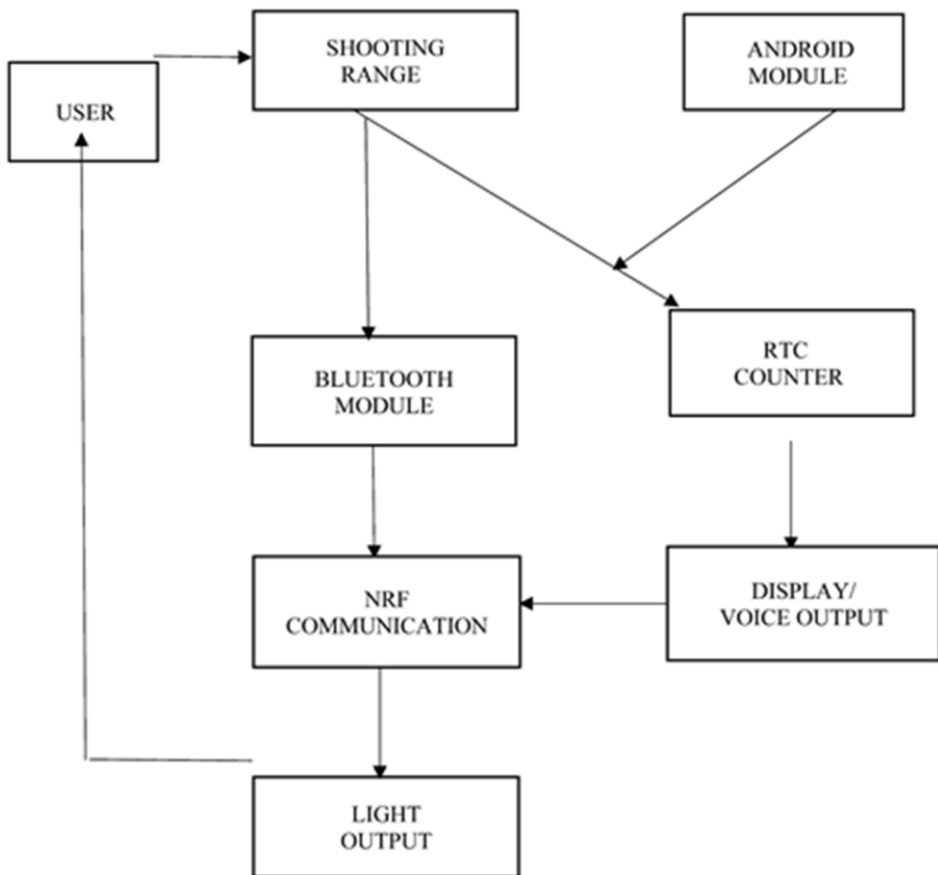 SHOOTING
RANGE
ANDROID
MODULE
USER
RTC
COUNTER
BLUETOOTH
MODULE
NRF
COMMUNICATION
DISPLAY/
VOICE OUTPUT
LIGHT
OUTPUT